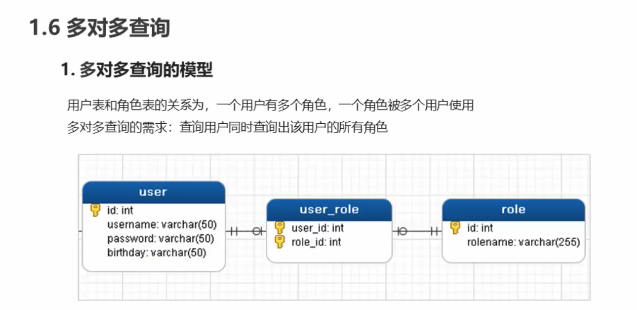 1.6 多对多查询
1. 多对多查询的模型
用户表和角色表的关系为，一个用户有多个角色，一个角色被多个用户使用
多对多查询的需求：查询用户同时查询出该用户的所有角色
user
id: int
username: varchar(50)
password: varchar(50)
birthday: varchar(50)
user_role
user_id: int
role_id: int
role
id: int
rolename: varchar(255)